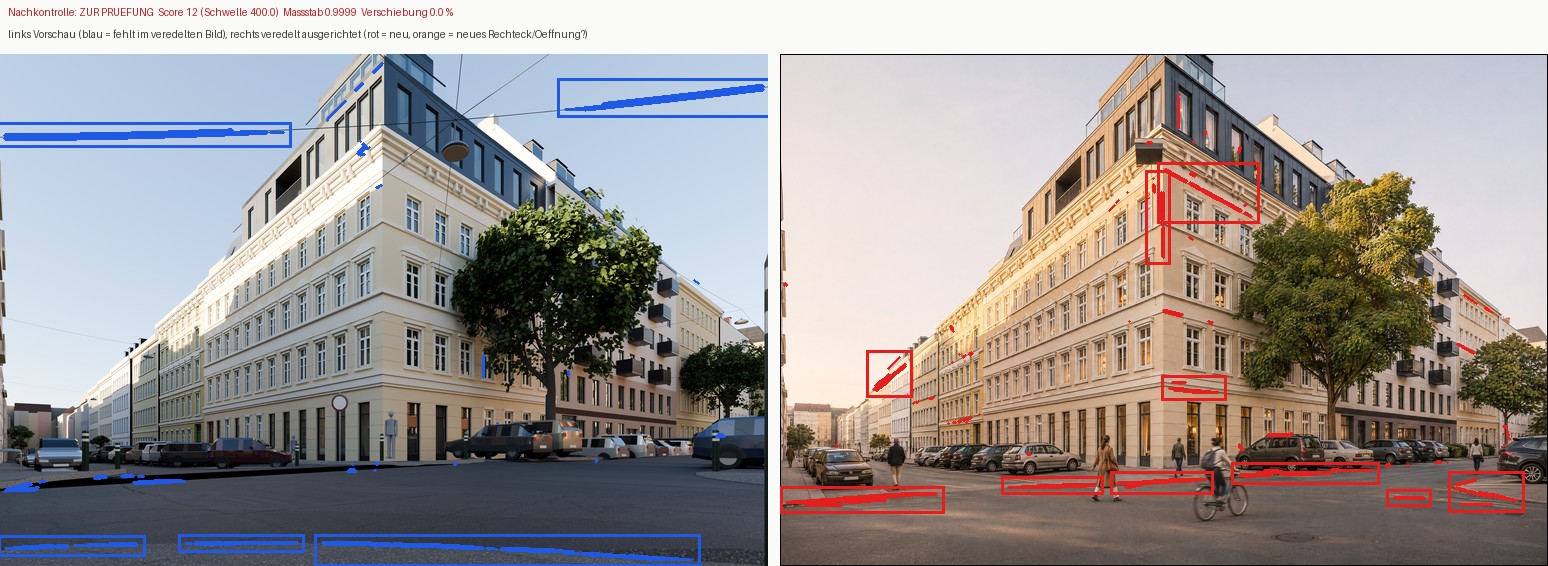 Nachkontrolle: ZUR PRUEFUNG Score 12 (Schwelle 400.0) Massstab 0.9999 Verschiebung 0.0 %
links Vorschau (blau = fehlt im veredelten Bild), rechts veredelt ausgerichtet (rot = neu, orange = neues Rechteck/Oeffnung?)